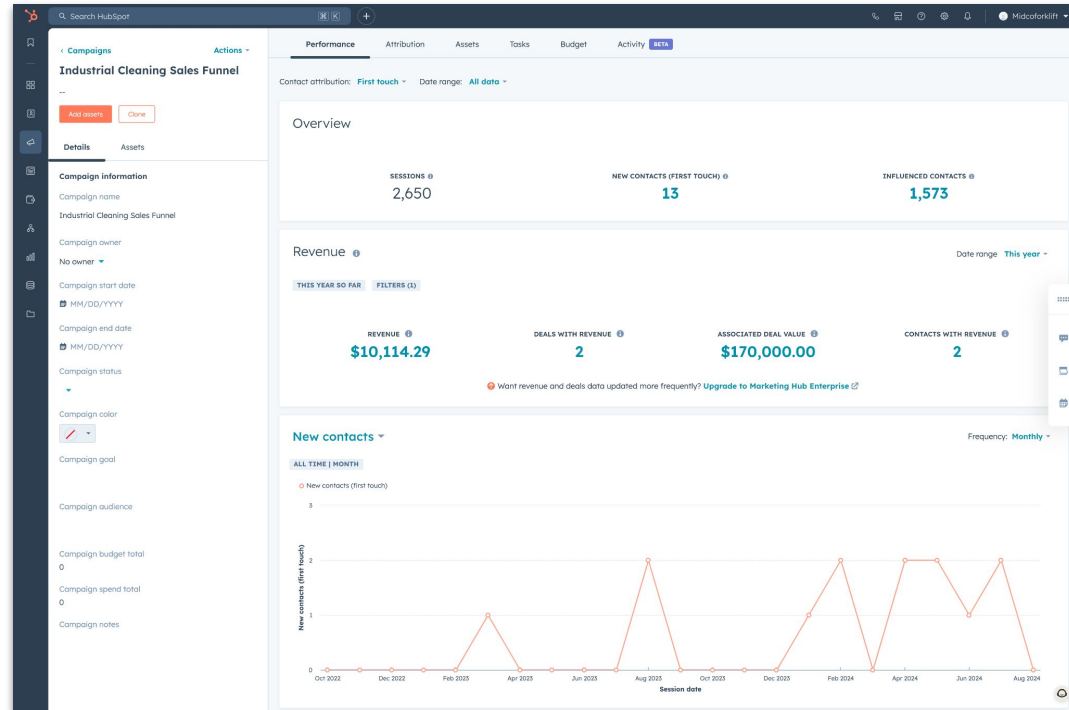 Search HubSpot
⌘ K
+
Midcoforklift
‹ Campaigns
Actions
Industrial Cleaning Sales Funnel
--
Add assets
Clone
Details
Assets
Campaign information
Campaign name
Industrial Cleaning Sales Funnel
Campaign owner
No owner
Campaign start date
MM/DD/YYYY
Campaign end date
MM/DD/YYYY
Campaign status
Campaign color
Campaign goal
Campaign audience
Campaign budget total
0
Campaign spend total
0
Campaign notes
Performance
Attribution
Assets
Tasks
Budget
Activity BETA
Contact attribution: First touch
Date range: All data
Overview
SESSIONS
2,650
NEW CONTACTS (FIRST TOUCH)
13
INFLUENCED CONTACTS
1,573
Revenue
Date range This year
THIS YEAR SO FAR
FILTERS (1)
REVENUE
$10,114.29
DEALS WITH REVENUE
2
ASSOCIATED DEAL VALUE
$170,000.00
CONTACTS WITH REVENUE
2
Want revenue and deals data updated more frequently? Upgrade to Marketing Hub Enterprise
New contacts
Frequency: Monthly
ALL TIME | MONTH
New contacts (first touch)
New contacts (first touch)
3
2
1
0
Oct 2022
Dec 2022
Feb 2023
Apr 2023
Jun 2023
Aug 2023
Oct 2023
Dec 2023
Feb 2024
Apr 2024
Jun 2024
Aug 2024
Session date